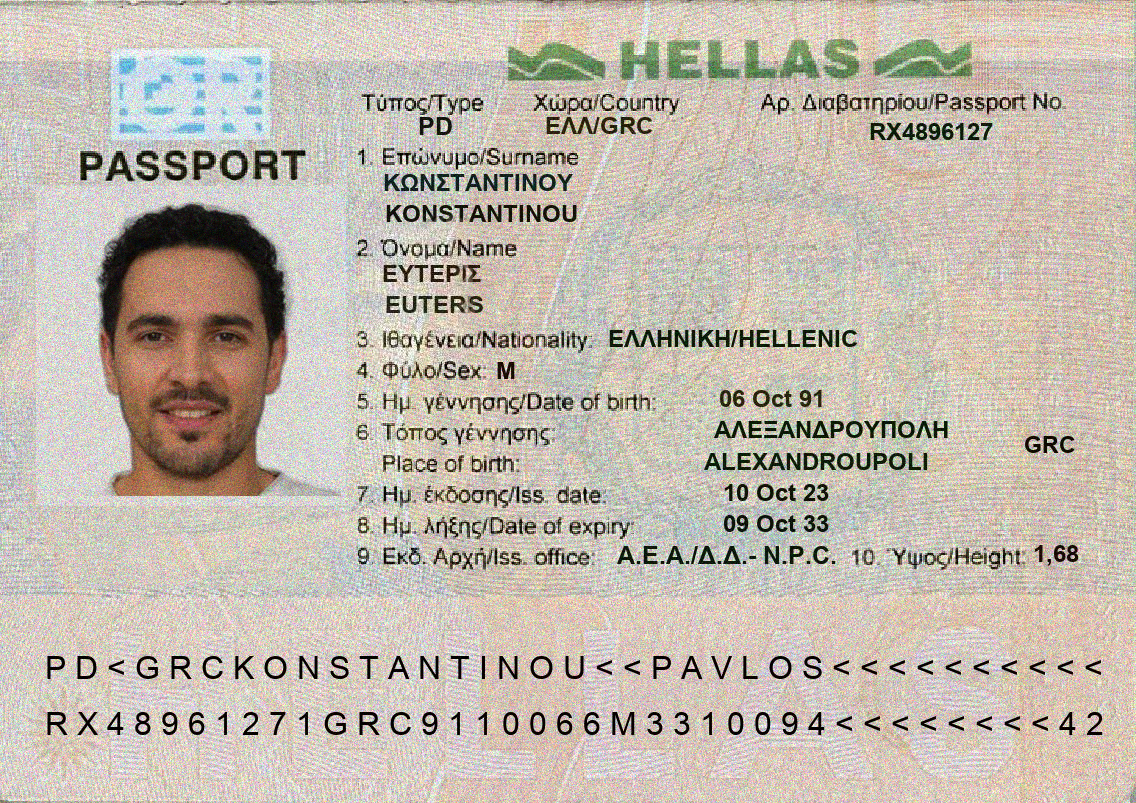 GR
HELLAS
PASSPORT
Τύπος/Type Χώρα/Country Αρ. Διαβατηρίου/Passport No.
PD ΕΛΛ/GRC RX4896127
1. Επώνυμο/Surname
ΚΩΝΣΤΑΝΤΙΝΟΥ
KONSTANTINOU
2. Όνομα/Name
ΕΥΤΕΡΙΣ
EUTERS
3. Ιθαγένεια/Nationality: ΕΛΛΗΝΙΚΗ/HELLENIC
4. Φύλο/Sex: M
5. Ημ. γέννησης/Date of birth: 06 Oct 91
6. Τόπος γέννησης: ΑΛΕΞΑΝΔΡΟΥΠΟΛΗ GRC
Place of birth: ALEXANDROUPOLI
7. Ημ. έκδοσης/Iss. date: 10 Oct 23
8. Ημ. λήξης/Date of expiry: 09 Oct 33
9 Εκδ. Αρχή/Iss. office: Α.Ε.Α./Δ.Δ.- N.P.C. 10. Ύψος/Height: 1,68
PD<GRCKONSTANTINOU<<PAVLOS<<<<<<<<<<
RX48961271GRC9110066M3310094<<<<<<<<42
HELLAS